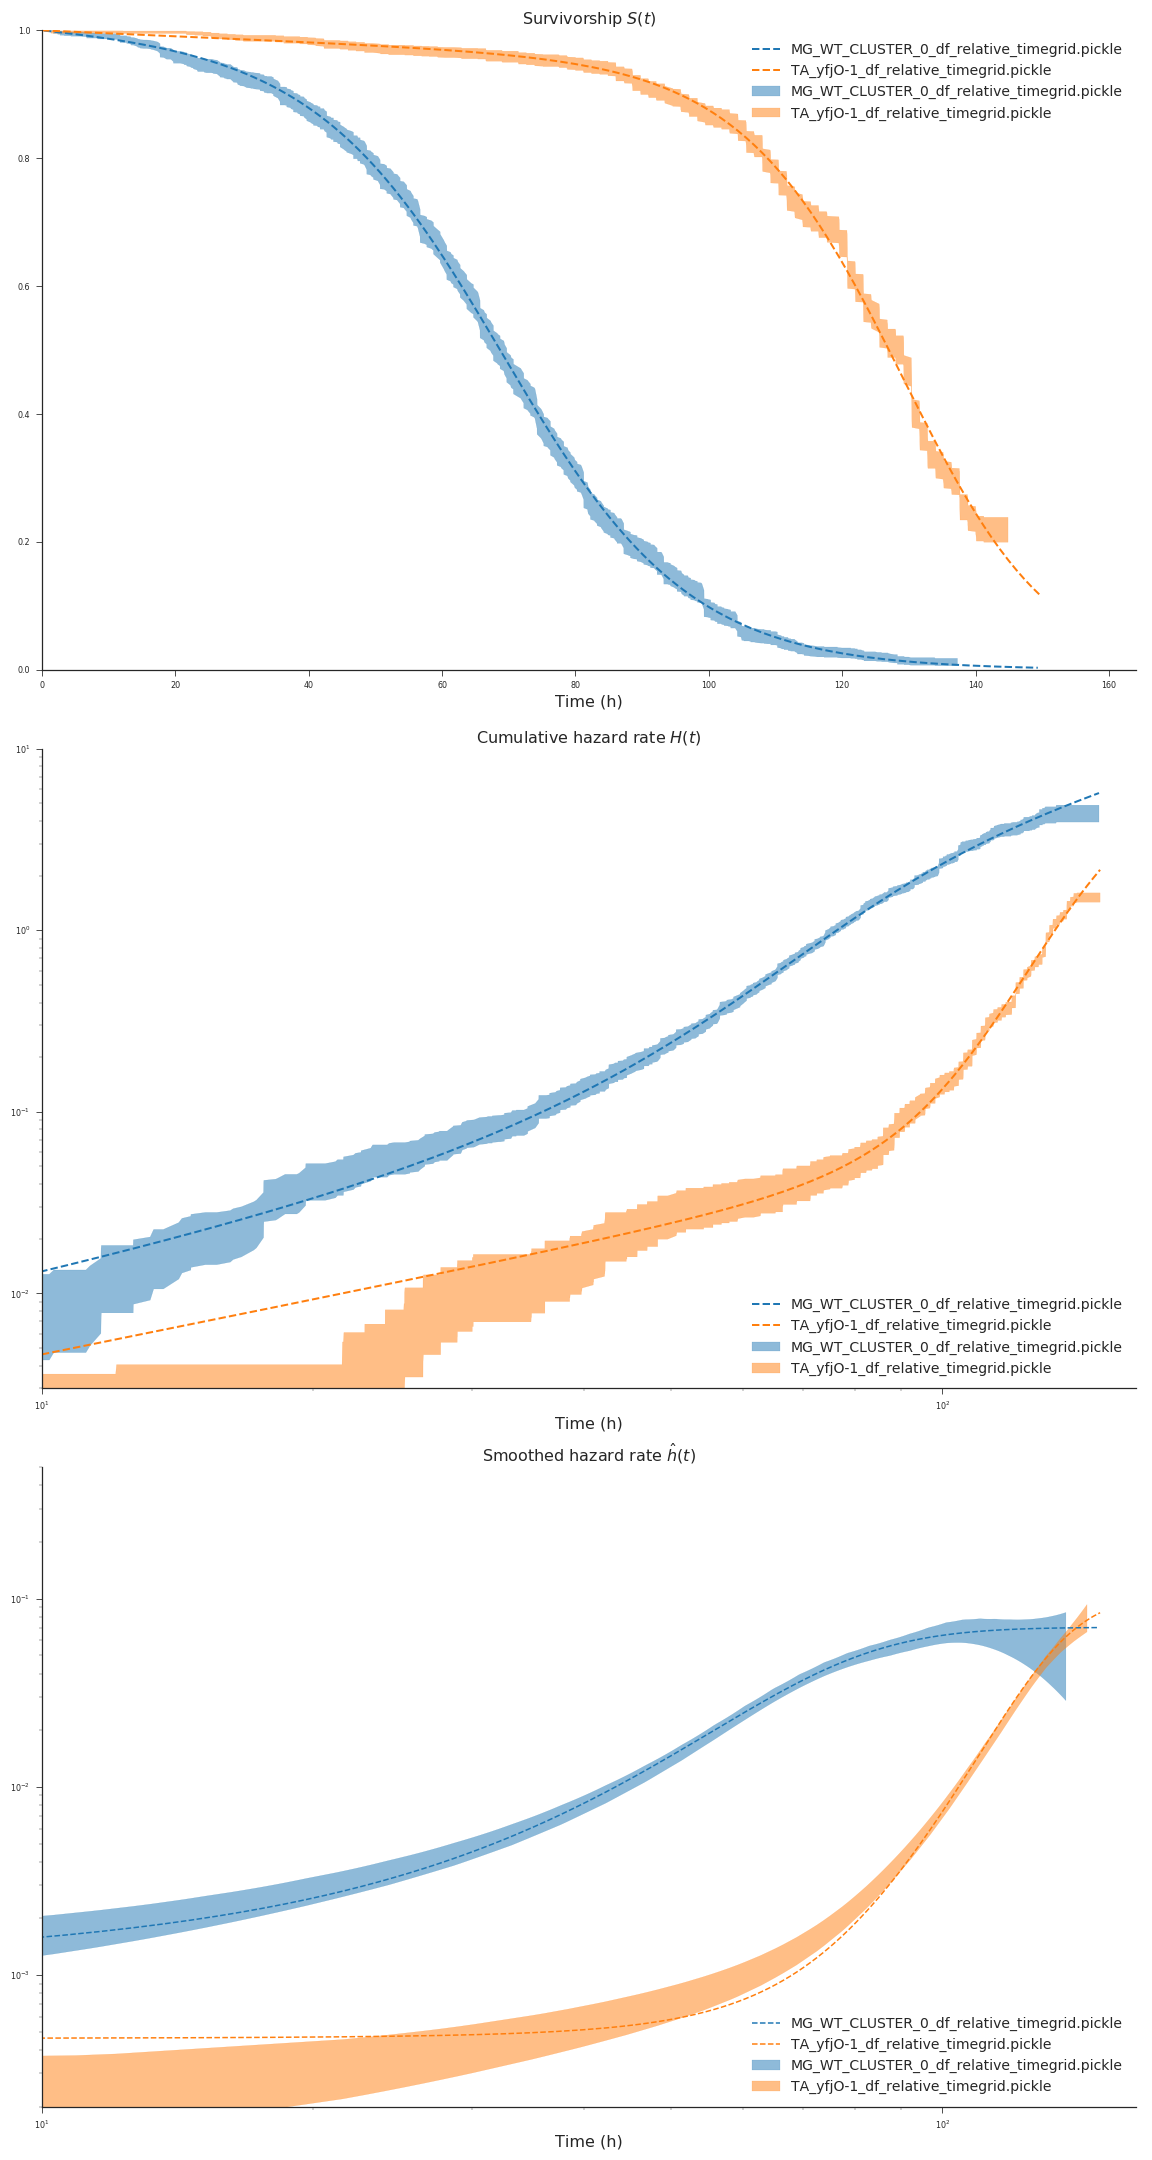 Survivorship S(t)
1.0
0.8
0.6
0.4
0.2
0.0
MG_WT_CLUSTER_0_df_relative_timegrid.pickle
TA_yfjO-1_df_relative_timegrid.pickle
MG_WT_CLUSTER_0_df_relative_timegrid.pickle
TA_yfjO-1_df_relative_timegrid.pickle
0 20 40 60 80 100 120 140 160
Time (h)
Cumulative hazard rate H(t)
10¹
10⁰
10⁻¹
10⁻²
MG_WT_CLUSTER_0_df_relative_timegrid.pickle
TA_yfjO-1_df_relative_timegrid.pickle
MG_WT_CLUSTER_0_df_relative_timegrid.pickle
TA_yfjO-1_df_relative_timegrid.pickle
10¹ 10²
Time (h)
Smoothed hazard rate ĥ(t)
10⁻¹
10⁻²
10⁻³
MG_WT_CLUSTER_0_df_relative_timegrid.pickle
TA_yfjO-1_df_relative_timegrid.pickle
MG_WT_CLUSTER_0_df_relative_timegrid.pickle
TA_yfjO-1_df_relative_timegrid.pickle
10¹ 10²
Time (h)